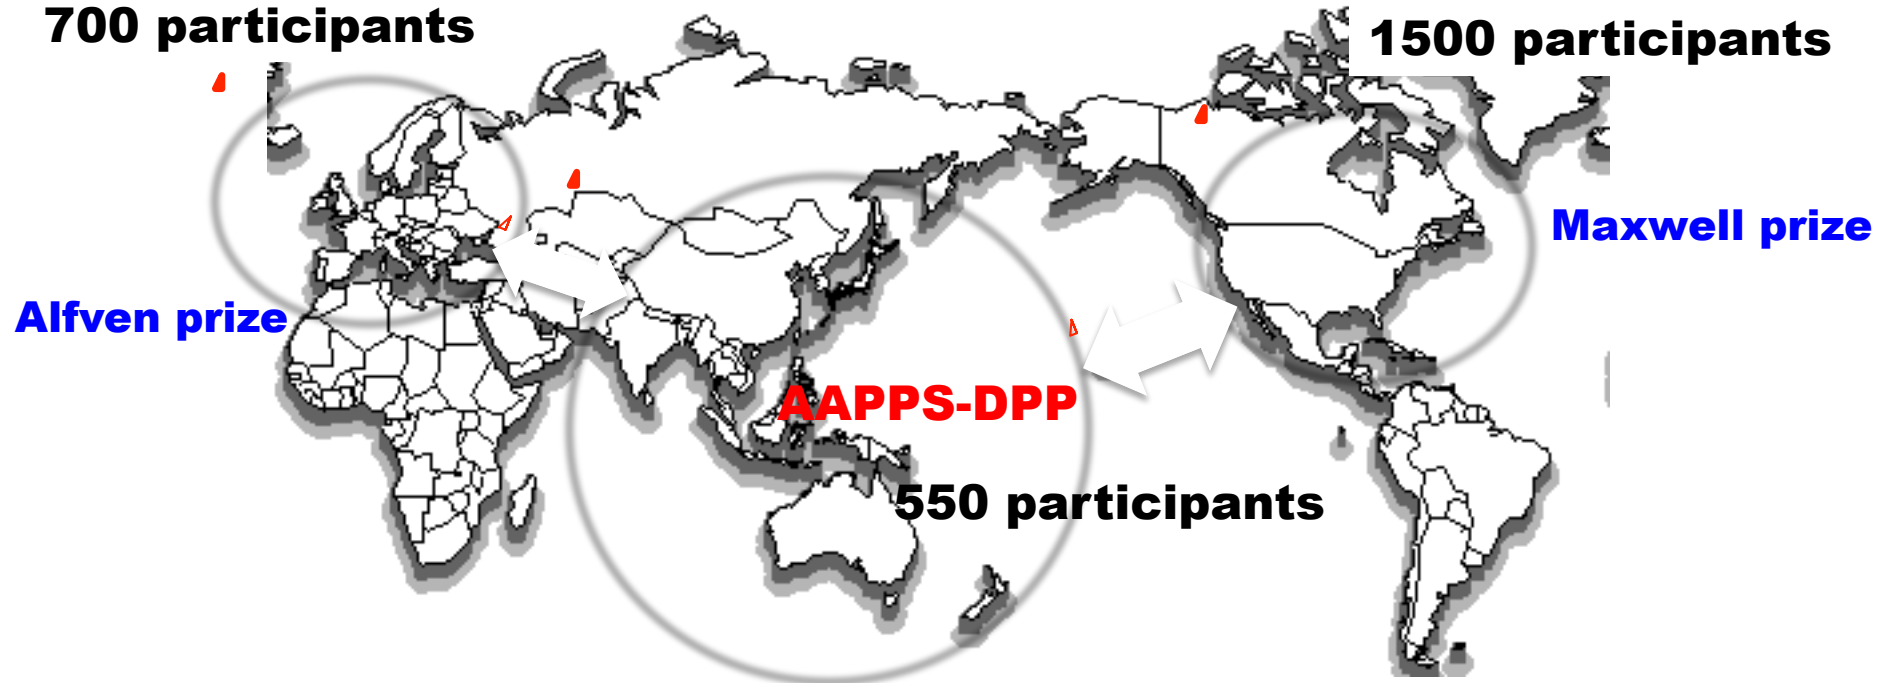 700 participants
1500 participants
Maxwell prize
Alfven prize
AAPPS-DPP
550 participants